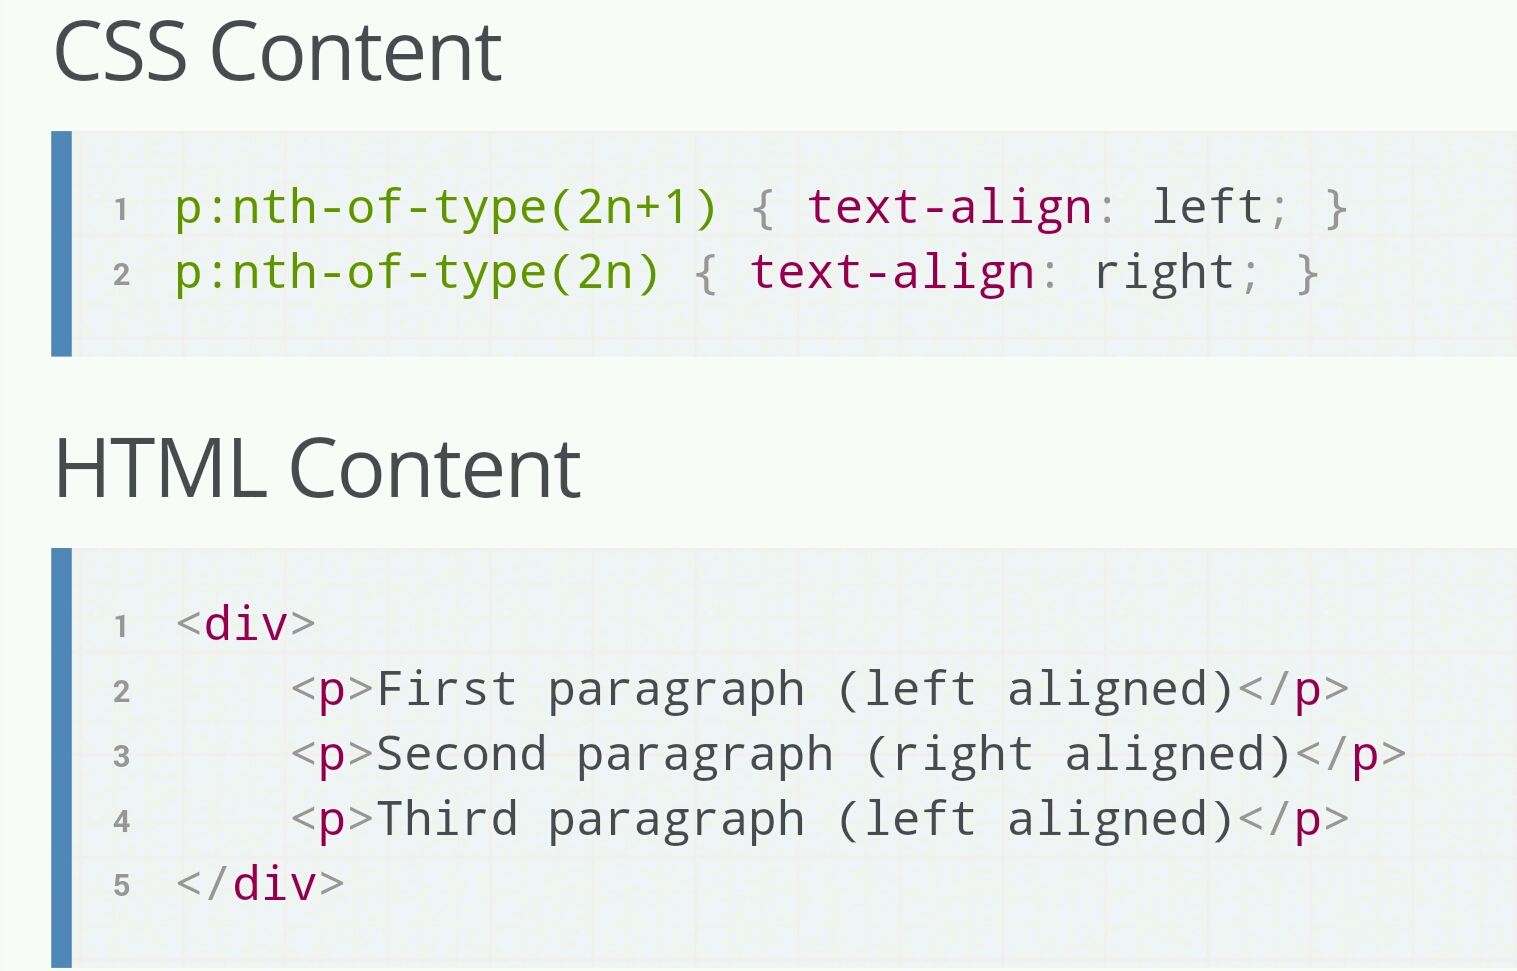 CSS Content
1 p:nth-of-type(2n+1) { text-align: left; }
2 p:nth-of-type(2n) { text-align: right; }
HTML Content
1 <div>
2     <p>First paragraph (left aligned)</p>
3     <p>Second paragraph (right aligned)</p>
4     <p>Third paragraph (left aligned)</p>
5 </div>